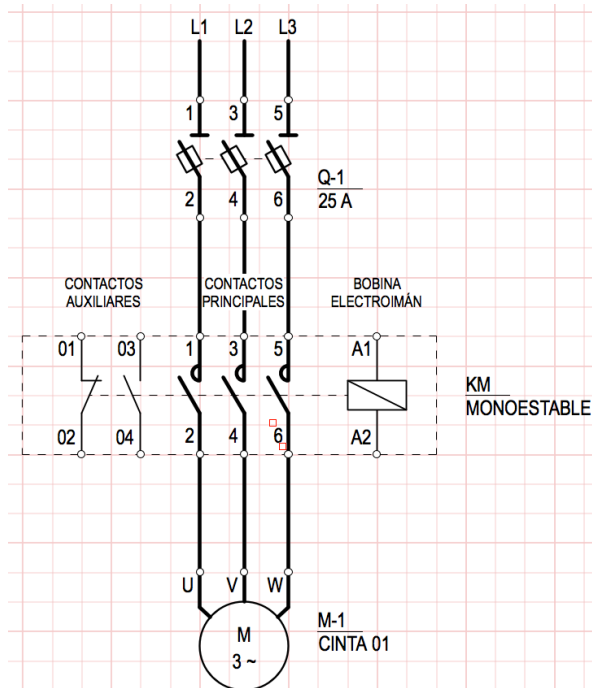 L1 L2 L3
1 3 5
Q-1
25 A
2 4 6
CONTACTOS
AUXILIARES
CONTACTOS
PRINCIPALES
BOBINA
ELECTROIMÁN
01 03 1 3 5 A1
KM
MONOESTABLE
02 04 2 4 6 A2
U V W
M-1
CINTA 01
M
3 ~